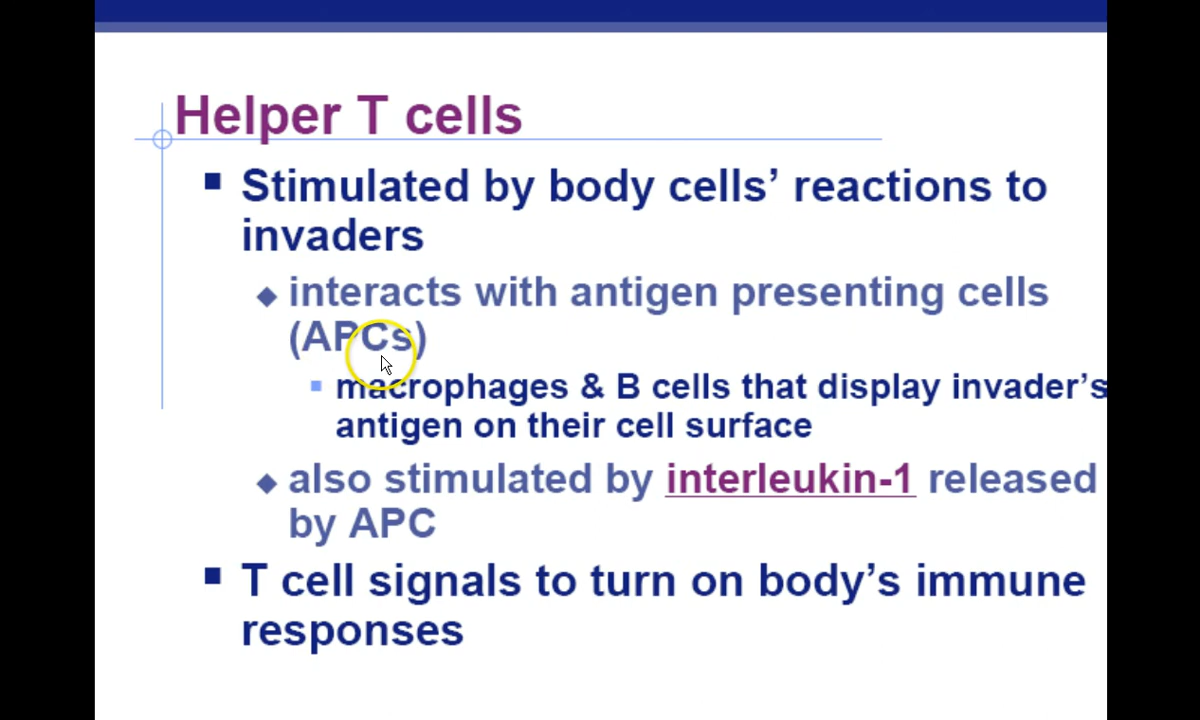 Helper T cells
Stimulated by body cells’ reactions to
invaders
interacts with antigen presenting cells
(APCs)
macrophages & B cells that display invader’s
antigen on their cell surface
also stimulated by interleukin-1 released
by APC
T cell signals to turn on body’s immune
responses